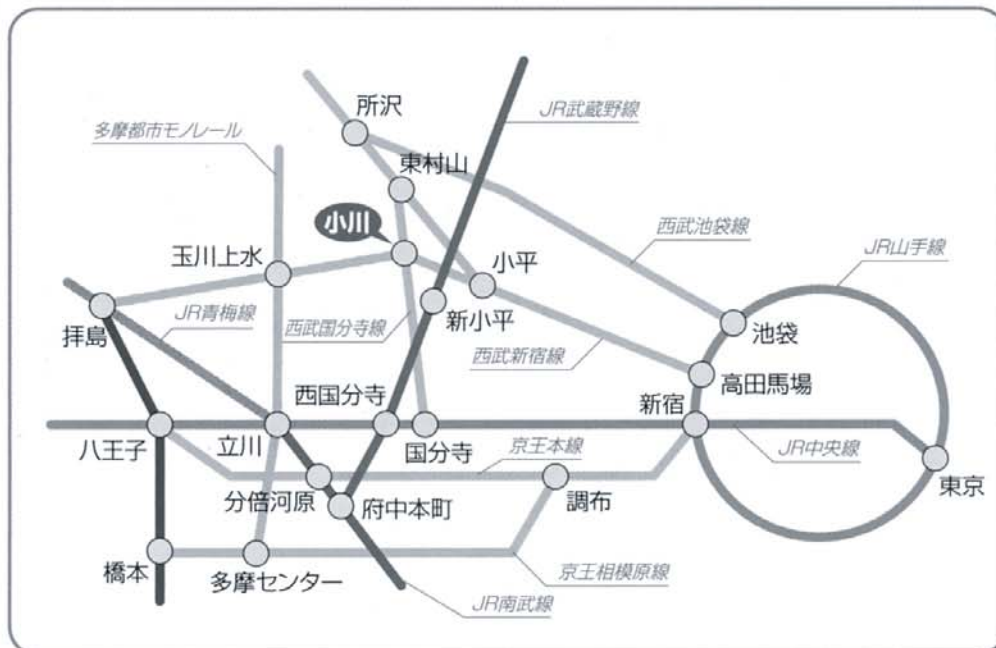 所沢
JR武蔵野線
多摩都市モノレール
東村山
小川
西武池袋線
JR山手線
玉川上水
小平
JR青梅線
西武国分寺線
新小平
拝島
西武新宿線
池袋
高田馬場
西国分寺
新宿
八王子
立川
国分寺
京王本線
JR中央線
分倍河原
府中本町
調布
東京
橋本
多摩センター
京王相模原線
JR南武線